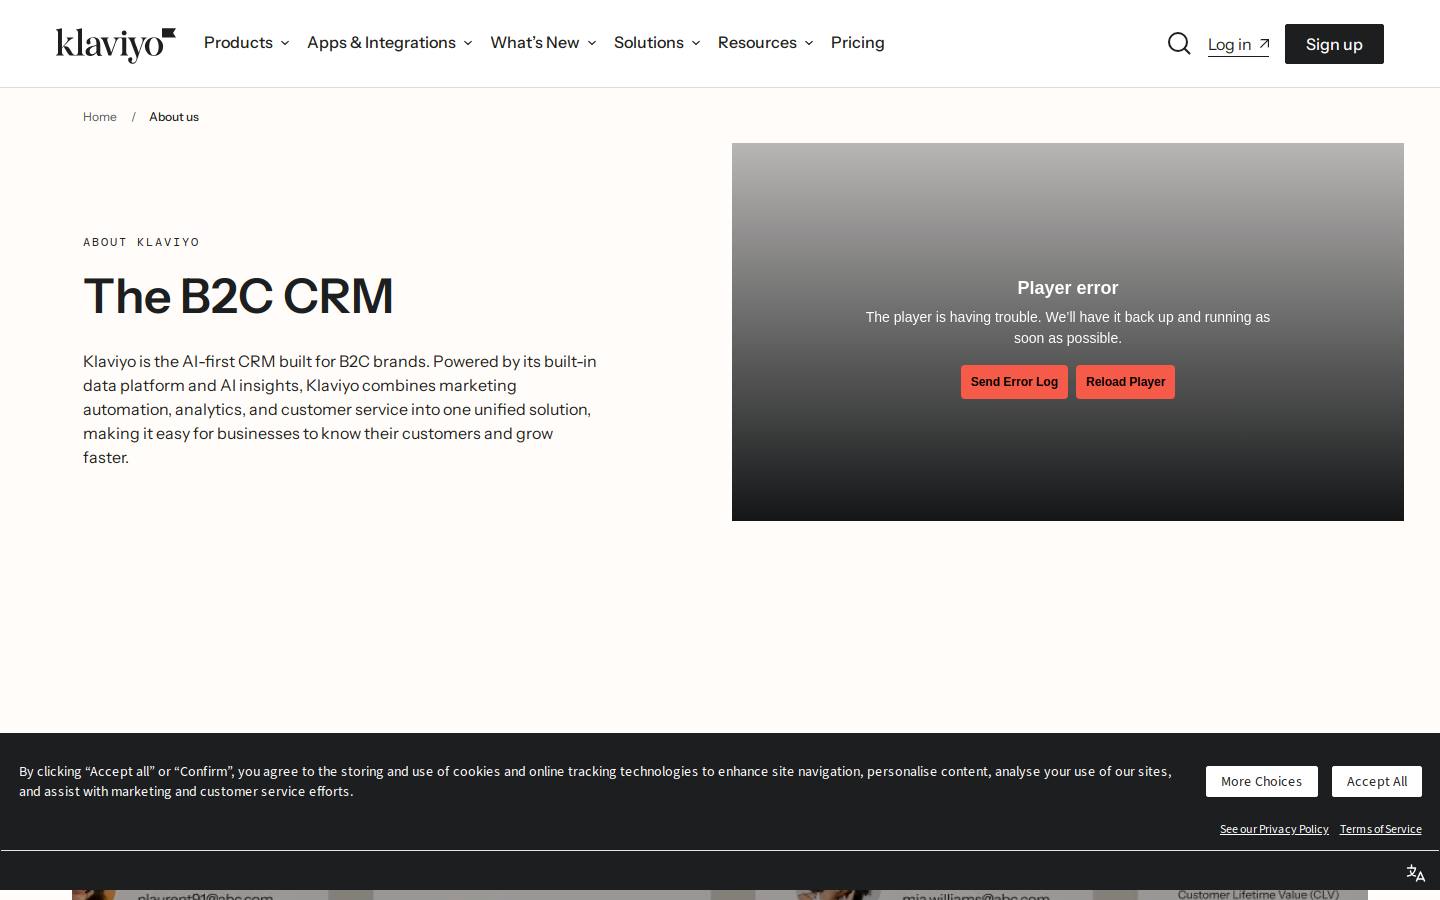 klaviyo
Products
Apps & Integrations
What’s New
Solutions
Resources
Pricing
Log in
Sign up
Home / About us
ABOUT KLAVIYO
The B2C CRM
Klaviyo is the AI-first CRM built for B2C brands. Powered by its built-in
data platform and AI insights, Klaviyo combines marketing
automation, analytics, and customer service into one unified solution,
making it easy for businesses to know their customers and grow
faster.
Player error
The player is having trouble. We’ll have it back up and running as
soon as possible.
Send Error Log
Reload Player
By clicking “Accept all” or “Confirm”, you agree to the storing and use of cookies and online tracking technologies to enhance site navigation, personalise content, analyse your use of our sites,
and assist with marketing and customer service efforts.
More Choices
Accept All
See our Privacy Policy
Terms of Service
mia.williams@abc.com
Customer Lifetime Value (CLV)